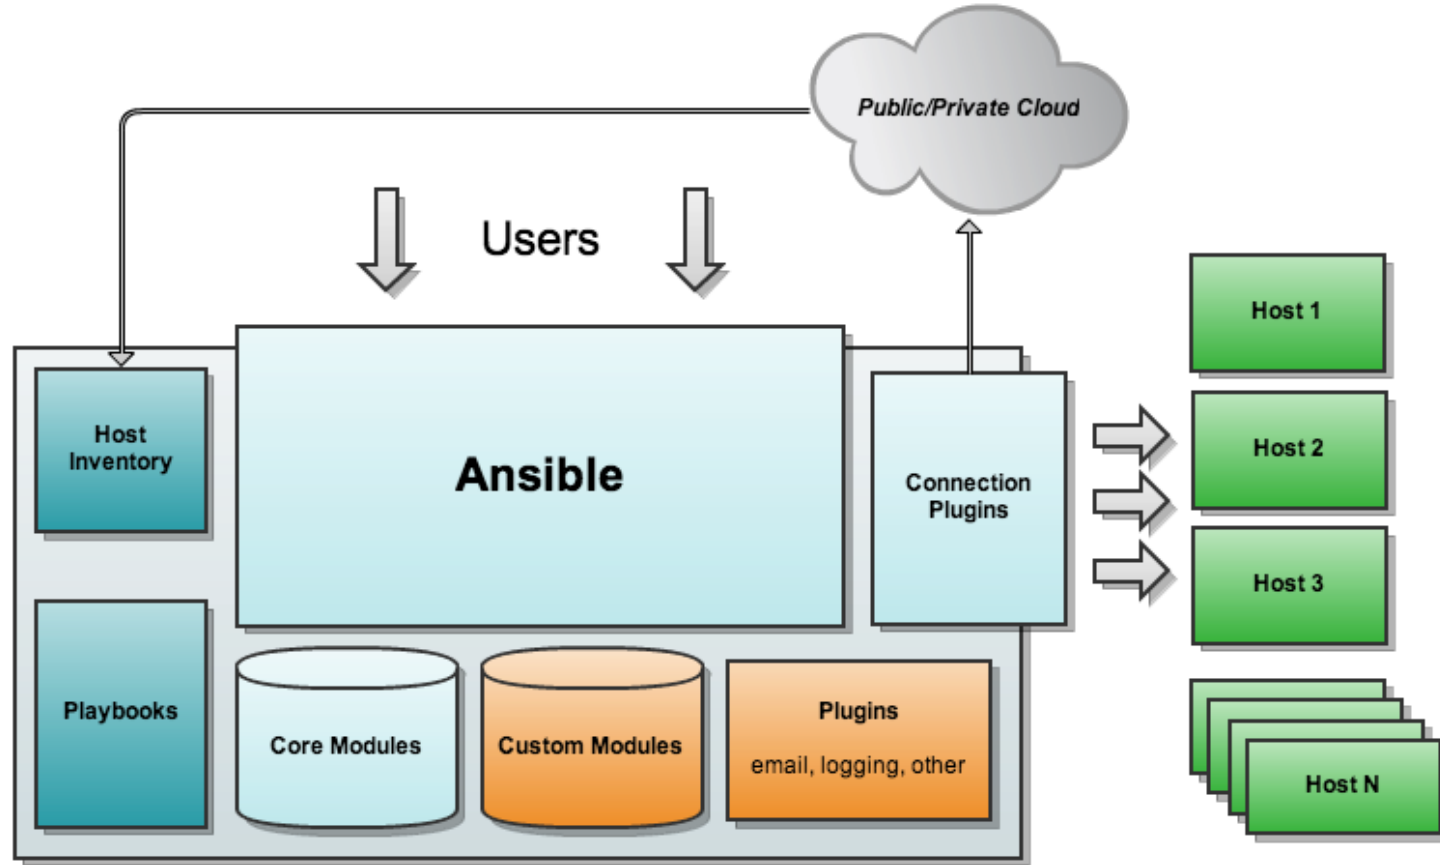 Public/Private Cloud
Users
Host 1
Host
Inventory
Ansible
Connection
Plugins
Host 2
Host 3
Playbooks
Core Modules
Custom Modules
Plugins
email, logging, other
Host N